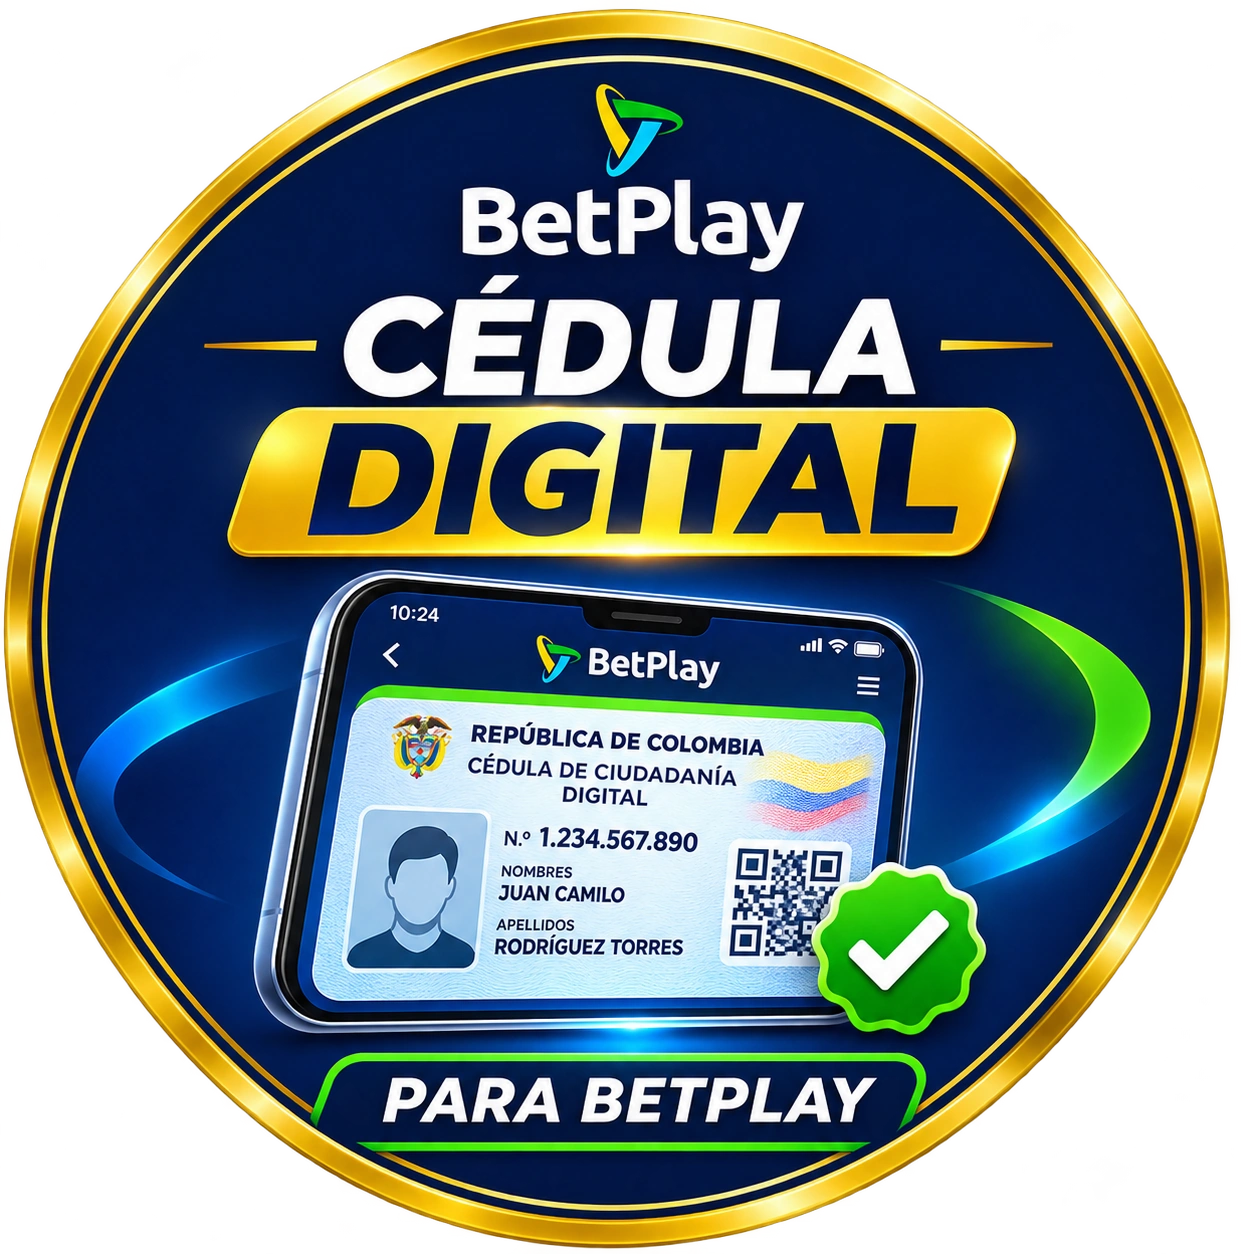 BetPlay
CÉDULA
DIGITAL
10:24
BetPlay
REPÚBLICA DE COLOMBIA
CÉDULA DE CIUDADANÍA
DIGITAL
N.º 1.234.567.890
NOMBRES
JUAN CAMILO
APELLIDOS
RODRÍGUEZ TORRES
PARA BETPLAY